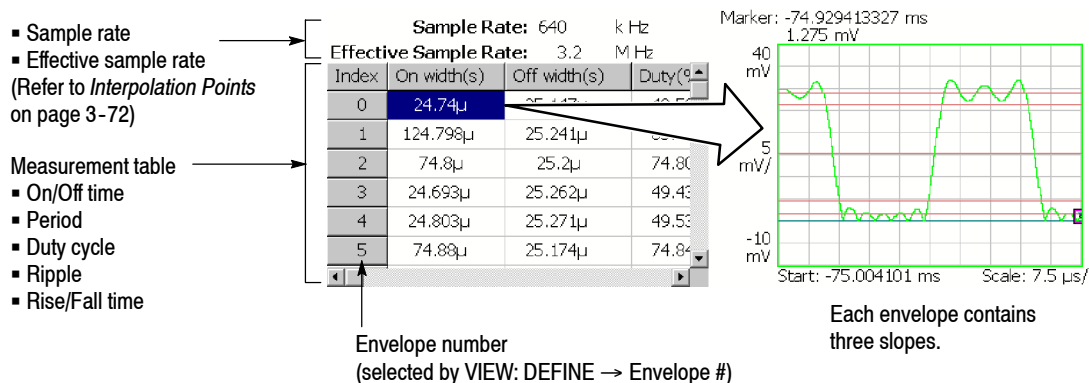 ▪ Sample rate
▪ Effective sample rate
(Refer to Interpolation Points
on page 3-72)
Measurement table
▪ On/Off time
▪ Period
▪ Duty cycle
▪ Ripple
▪ Rise/Fall time
Sample Rate: 640 k Hz
Effective Sample Rate: 3.2 M Hz
Index On width(s) Off width(s) Duty(%
0 24.74µ
1 124.798µ 25.241µ
2 74.8µ 25.2µ 74.80
3 24.693µ 25.262µ 49.43
4 24.803µ 25.271µ 49.53
5 74.88µ 25.174µ 74.84
Envelope number
(selected by VIEW: DEFINE → Envelope #)
Marker: -74.929413327 ms
1.275 mV
40
mV
5
mV/
-10
mV
Start: -75.004101 ms Scale: 7.5 µs/
Each envelope contains
three slopes.